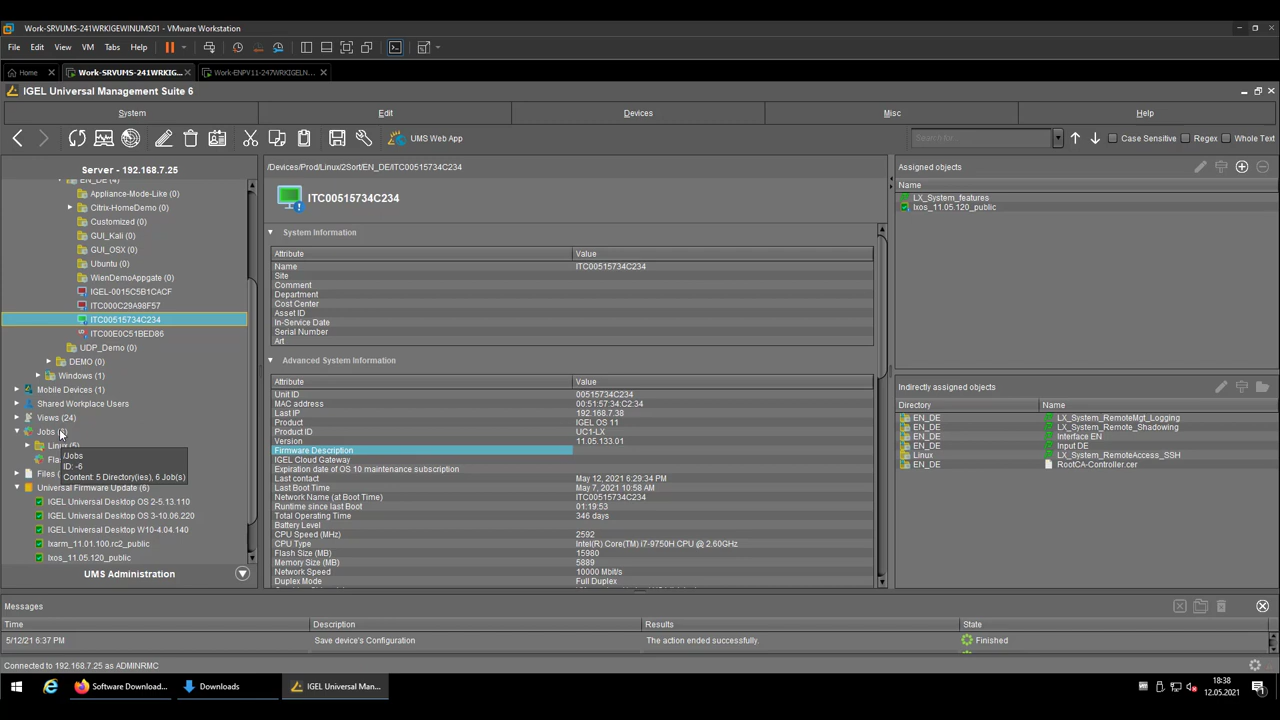 Work-SRVUMS-241WRKIGEWINUMS01 - VMware Workstation
File Edit View VM Tabs Help
Home Work-SRVUMS-241WRKIG... Work-ENPV11-247WRKIGELN...
IGEL Universal Management Suite 6
System Edit Devices Misc Help
UMS Web App Search for... Case Sensitive Regex Whole Text
Server - 192.168.7.25
EN_DE (4)
Appliance-Mode-Like (0)
Citrix-HomeDemo (0)
Customized (0)
GUI_Kali (0)
GUI_OSX (0)
Ubuntu (0)
WienDemoAppgate (0)
IGEL-0015C5B1CACF
ITC000C29A98F57
ITC00515734C234
ITC00E0C51BED86
UDP_Demo (0)
DEMO (0)
Windows (1)
Mobile Devices (1)
Shared Workplace Users
Views (24)
Jobs
Linux (5)
/Jobs
ID: -6
Content: 5 Directory(ies), 6 Job(s)
Files
Universal Firmware Update (6)
IGEL Universal Desktop OS 2-5.13.110
IGEL Universal Desktop OS 3-10.06.220
IGEL Universal Desktop W10-4.04.140
lxarm_11.01.100.rc2_public
lxos_11.05.120_public
UMS Administration
/Devices/Prod/Linux/2Sort/EN_DE/ITC00515734C234
ITC00515734C234
System Information
Attribute Value
Name ITC00515734C234
Site
Comment
Department
Cost Center
Asset ID
In-Service Date
Serial Number
Art
Advanced System Information
Attribute Value
Unit ID 00515734C234
MAC address 00:51:57:34:C2:34
Last IP 192.168.7.38
Product IGEL OS 11
Product ID UC1-LX
Version 11.05.133.01
Firmware Description
IGEL Cloud Gateway
Expiration date of OS 10 maintenance subscription
Last contact May 12, 2021 6:29:34 PM
Last Boot Time May 7, 2021 10:58 AM
Network Name (at Boot Time) ITC00515734C234
Runtime since last Boot 01:19:53
Total Operating Time 346 days
Battery Level
CPU Speed (MHz) 2592
CPU Type Intel(R) Core(TM) i7-9750H CPU @ 2.60GHz
Flash Size (MB) 15980
Memory Size (MB) 5889
Network Speed 10000 Mbit/s
Duplex Mode Full Duplex
Assigned objects
Name
LX_System_features
lxos_11.05.120_public
Indirectly assigned objects
Directory Name
EN_DE LX_System_RemoteMgt_Logging
EN_DE LX_System_Remote_Shadowing
EN_DE Interface EN
EN_DE Input DE
Linux LX_System_RemoteAccess_SSH
EN_DE RootCA-Controller.cer
Messages
Time Description Results State
5/12/21 6:37 PM Save device's Configuration The action ended successfully. Finished
Connected to 192.168.7.25 as ADMINRMC
Software Download... Downloads IGEL Universal Man... 18:38
12.05.2021